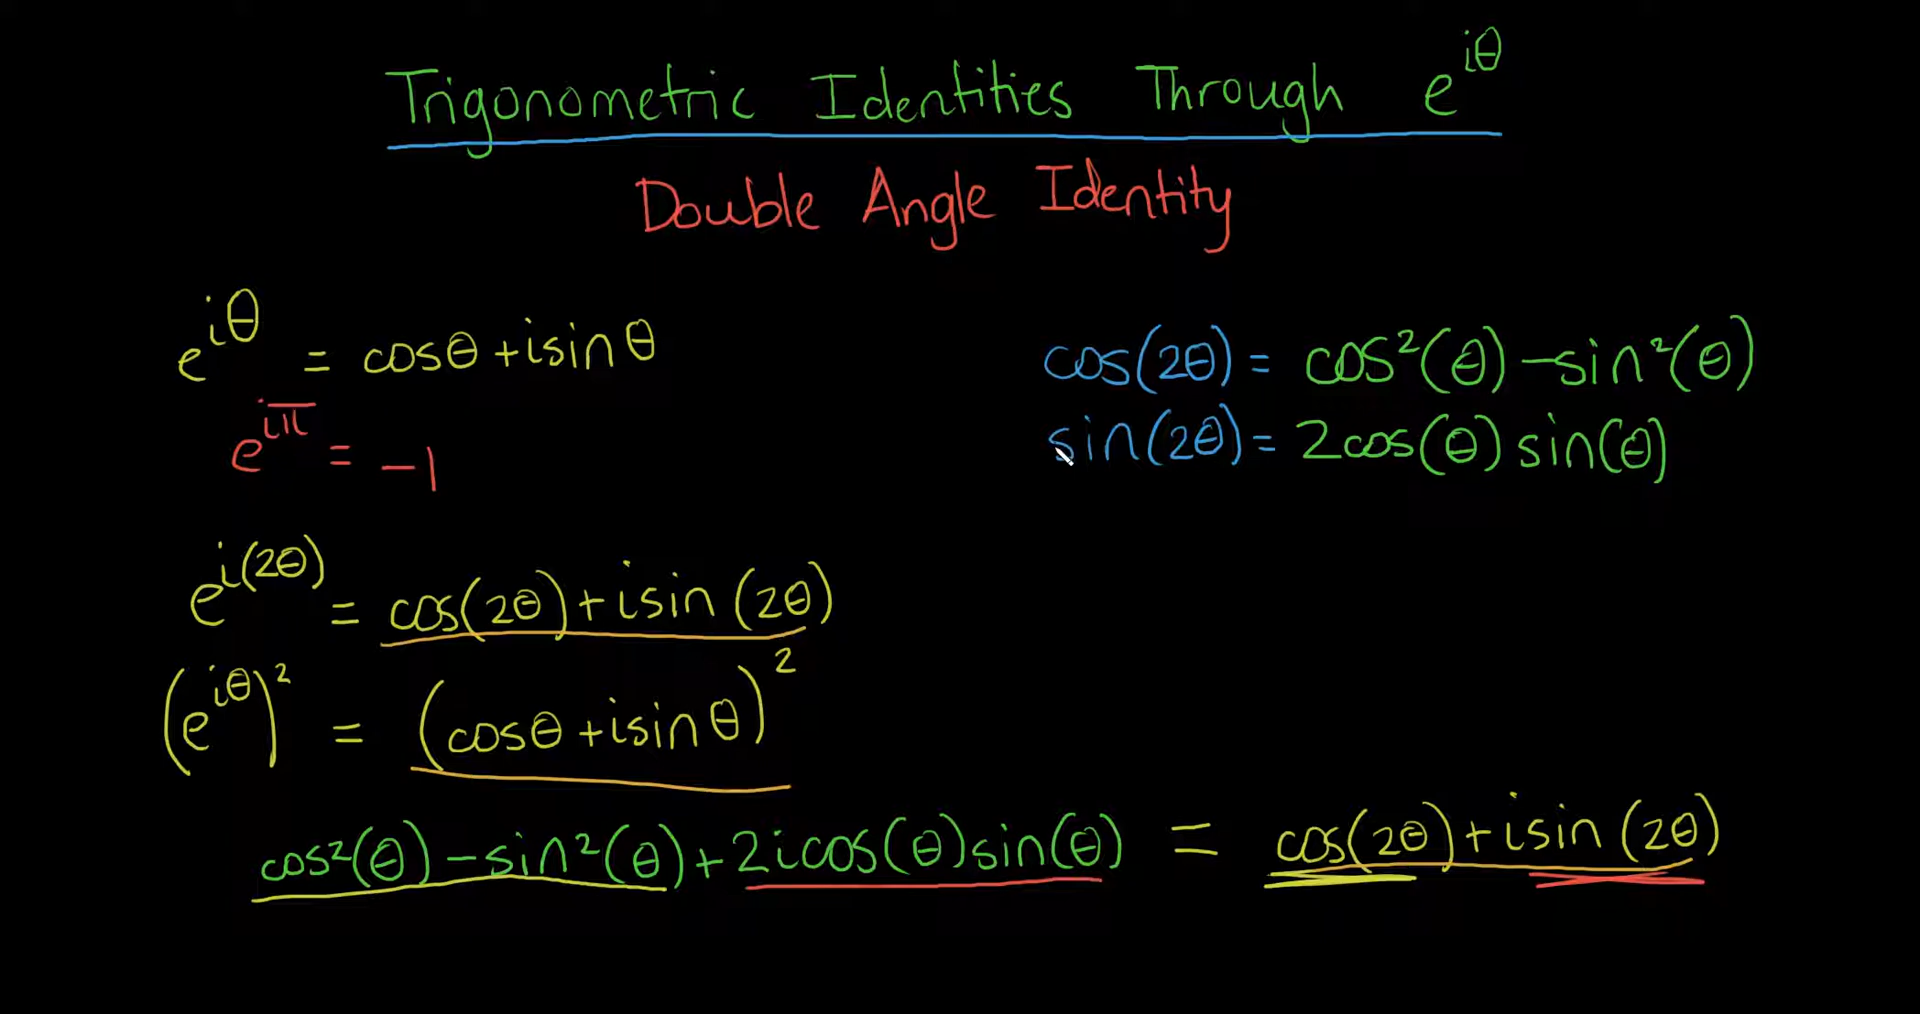 Trigonometric Identities Through e^{iθ}
Double Angle Identity
e^{iθ} = cosθ + isinθ
e^{iπ} = -1
cos(2θ) = cos²(θ) - sin²(θ)
sin(2θ) = 2cos(θ) sin(θ)
e^{i(2θ)} = cos(2θ) + isin(2θ)
(e^{iθ})² = (cosθ + isinθ)²
cos²(θ) - sin²(θ) + 2icos(θ)sin(θ) = cos(2θ) + isin(2θ)